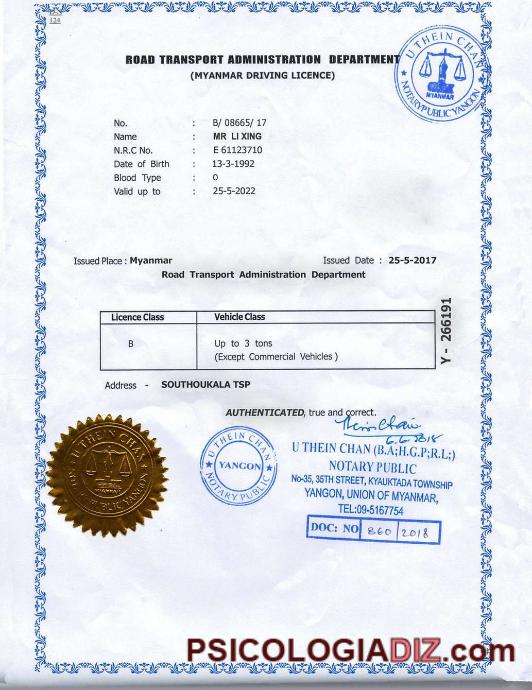 124
ROAD TRANSPORT ADMINISTRATION DEPARTMENT
(MYANMAR DRIVING LICENCE)
U THEIN CHAN
MYANMAR
NOTARY PUBLIC YANGON
No. : B/ 08665/ 17
Name : MR LI XING
N.R.C No. : E 61123710
Date of Birth : 13-3-1992
Blood Type : O
Valid up to : 25-5-2022
Issued Place : Myanmar Issued Date : 25-5-2017
Road Transport Administration Department
Licence Class Vehicle Class
B Up to 3 tons
(Except Commercial Vehicles )
Y - 266191
Address - SOUTHOUKALA TSP
AUTHENTICATED, true and correct.
Thein Chan
6.6.2018
U THEIN CHAN
YANGON
NOTARY PUBLIC
U THEIN CHAN (B.A;H.G.P;R.L;)
NOTARY PUBLIC
No-35, 35TH STREET, KYAUKTADA TOWNSHIP
YANGON, UNION OF MYANMAR,
TEL:09-5167754
DOC: NO 860 2018
U THEIN CHAN
PSICOLOGIADIZ.com